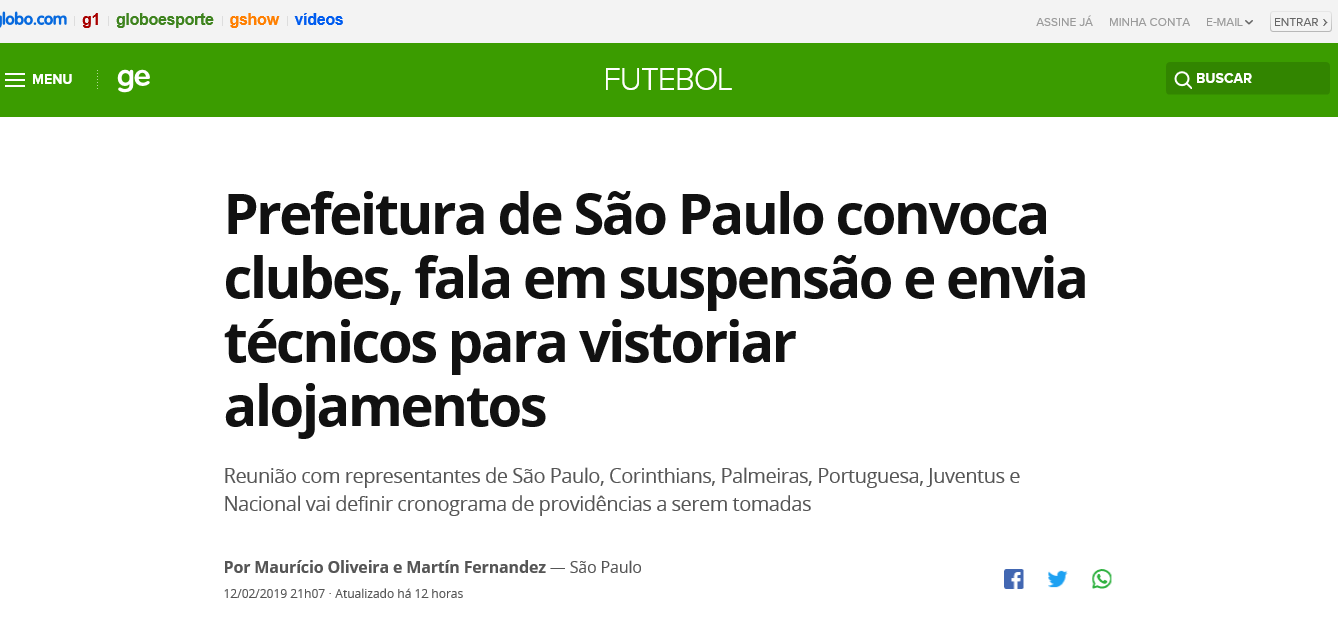 globo.com g1 globoesporte gshow vídeos ASSINE JÁ MINHA CONTA E-MAIL ENTRAR
MENU ge FUTEBOL BUSCAR
Prefeitura de São Paulo convoca
clubes, fala em suspensão e envia
técnicos para vistoriar
alojamentos
Reunião com representantes de São Paulo, Corinthians, Palmeiras, Portuguesa, Juventus e
Nacional vai definir cronograma de providências a serem tomadas
Por Maurício Oliveira e Martín Fernandez — São Paulo
12/02/2019 21h07 · Atualizado há 12 horas